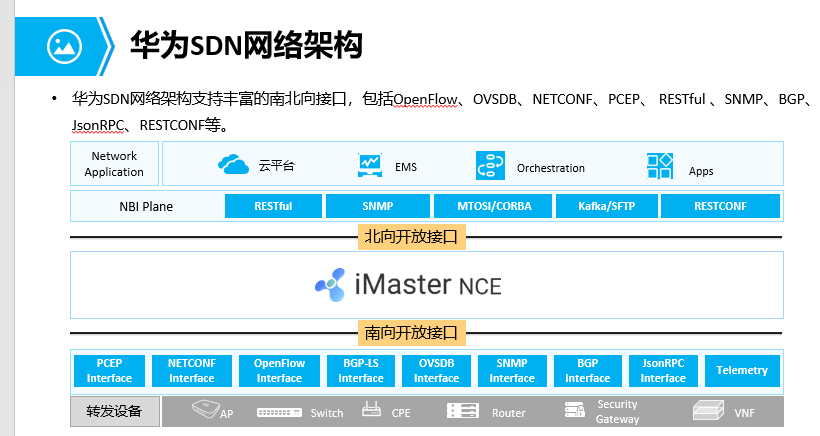 华为SDN网络架构
• 华为SDN网络架构支持丰富的南北向接口，包括OpenFlow、OVSDB、NETCONF、PCEP、 RESTful 、SNMP、BGP、
JsonRPC、RESTCONF等。
Network
Application
云平台
EMS
Orchestration
Apps
NBI Plane
RESTful
SNMP
MTOSI/CORBA
Kafka/SFTP
RESTCONF
北向开放接口
iMaster NCE
南向开放接口
PCEP
Interface
NETCONF
Interface
OpenFlow
Interface
BGP-LS
Interface
OVSDB
Interface
SNMP
Interface
BGP
Interface
JsonRPC
Interface
Telemetry
转发设备
AP
Switch
CPE
Router
Security
Gateway
VNF